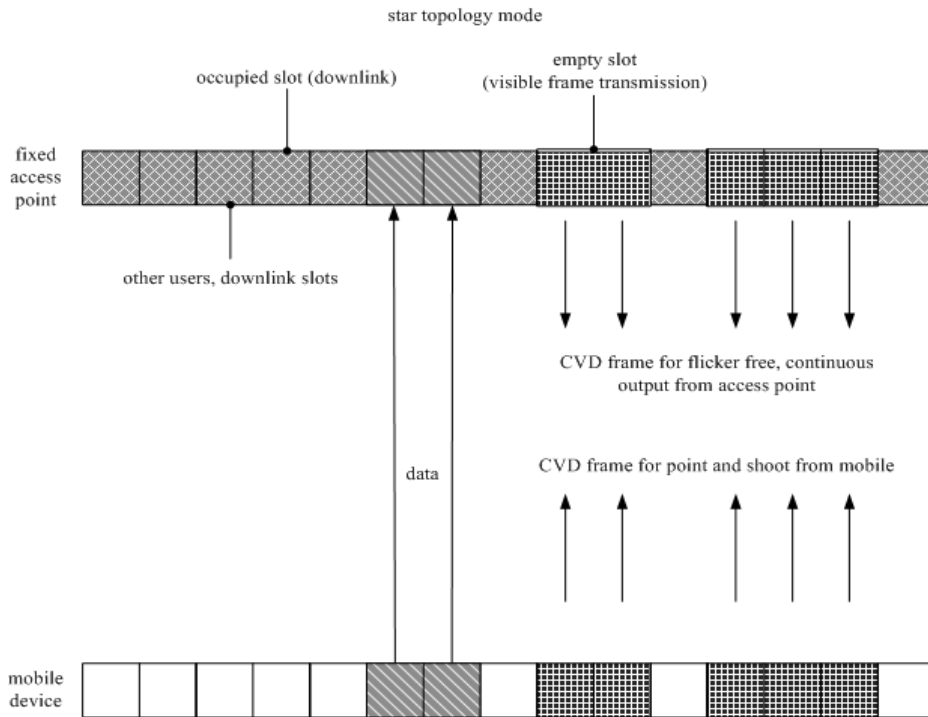 star topology mode
empty slot
(visible frame transmission)
occupied slot (downlink)
fixed
access
point
other users, downlink slots
CVD frame for flicker free, continuous
output from access point
CVD frame for point and shoot from mobile
data
mobile
device